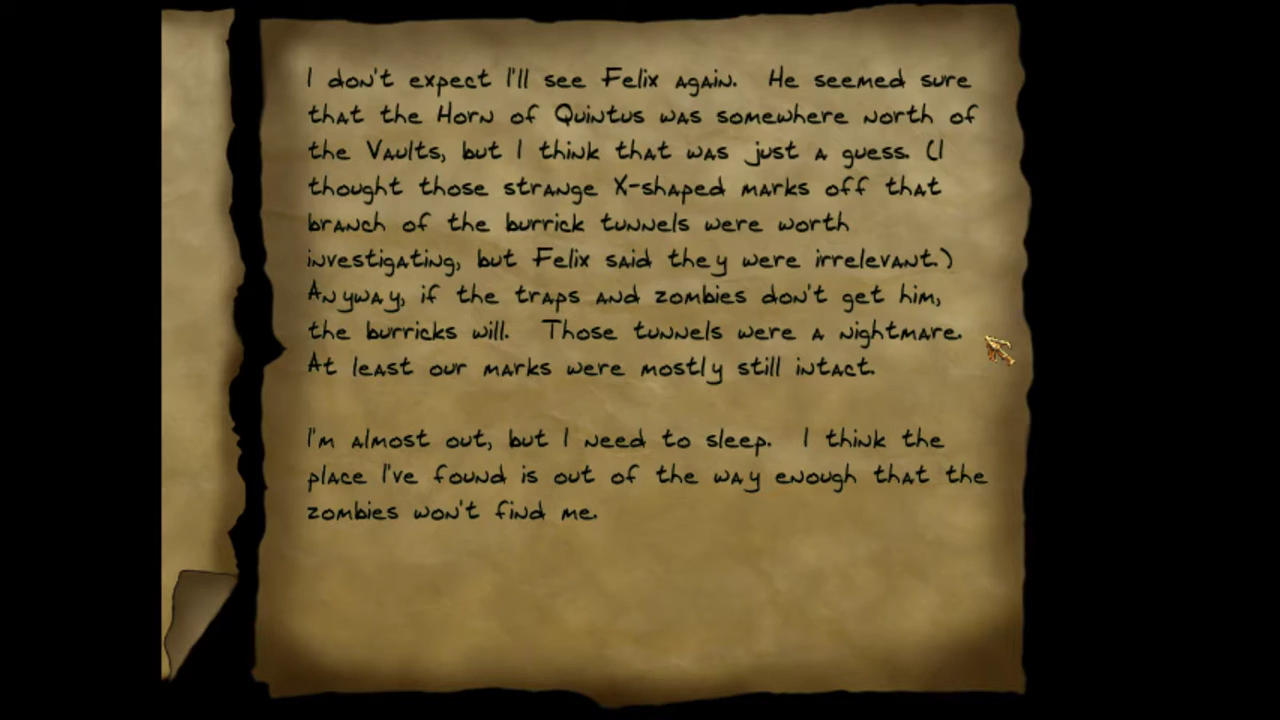 I don't expect I'll see Felix again. He seemed sure
that the Horn of Quintus was somewhere north of
the Vaults, but I think that was just a guess. (I
thought those strange X-shaped marks off that
branch of the burrick tunnels were worth
investigating, but Felix said they were irrelevant.)
Anyway, if the traps and zombies don't get him,
the burricks will. Those tunnels were a nightmare.
At least our marks were mostly still intact.
I'm almost out, but I need to sleep. I think the
place I've found is out of the way enough that the
zombies won't find me.